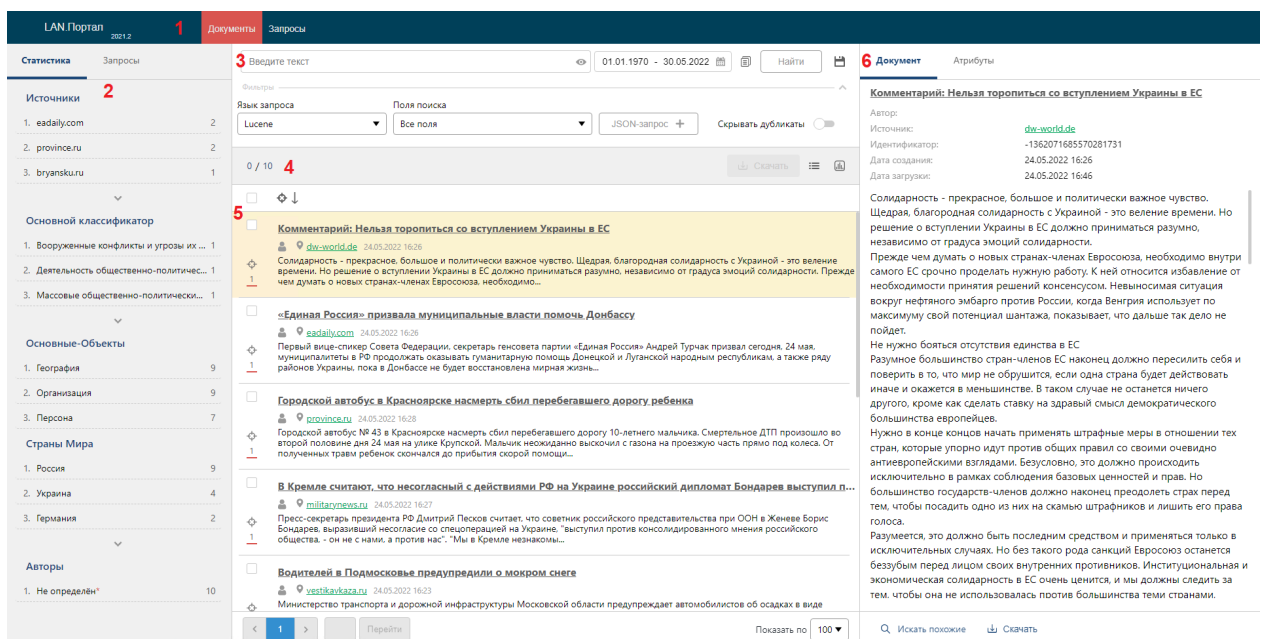 LAN.Портал
2021.2
1
Документы
Запросы
Статистика
Запросы
2
Источники
1. eadaily.com 2
2. province.ru 2
3. bryansku.ru 1
Основной классификатор
1. Вооруженные конфликты и угрозы их ... 1
2. Деятельность общественно-политичес... 1
3. Массовые общественно-политически... 1
Основные-Объекты
1. География 9
2. Организация 9
3. Персона 7
Страны Мира
1. Россия 9
2. Украина 4
3. Германия 2
Авторы
1. Не определён* 10
3
Введите текст
01.01.1970 - 30.05.2022
Найти
Фильтры
Язык запроса
Поля поиска
Lucene
Все поля
JSON-запрос +
Скрывать дубликаты
0 / 10
4
Скачать
5
Комментарий: Нельзя торопиться со вступлением Украины в ЕС
dw-world.de 24.05.2022 16:26
Солидарность - прекрасное, большое и политически важное чувство. Щедрая, благородная солидарность с Украиной - это веление
времени. Но решение о вступлении Украины в ЕС должно приниматься разумно, независимо от градуса эмоций солидарности. Прежде
чем думать о новых странах-членах Евросоюза, необходимо...
1
«Единая Россия» призвала муниципальные власти помочь Донбассу
eadaily.com 24.05.2022 16:26
Первый вице-спикер Совета Федерации, секретарь генсовета партии «Единая Россия» Андрей Турчак призвал сегодня, 24 мая,
муниципалитеты в РФ продолжать оказывать гуманитарную помощь Донецкой и Луганской народным республикам, а также ряду
районов Украины, пока в Донбассе не будет восстановлена мирная жизнь...
1
Городской автобус в Красноярске насмерть сбил перебегавшего дорогу ребенка
province.ru 24.05.2022 16:28
Городской автобус № 43 в Красноярске насмерть сбил перебегавшего дорогу 10-летнего мальчика. Смертельное ДТП произошло во
второй половине дня 24 мая на улике Крупской. Мальчик неожиданно выскочил с газона на проезжую часть прямо под колеса. От
полученных травм ребенок скончался до прибытия скорой помощи...
1
В Кремле считают, что несогласный с действиями РФ на Украине российский дипломат Бондарев выступил п...
militarynews.ru 24.05.2022 16:27
Пресс-секретарь президента РФ Дмитрий Песков считает, что советник российского представительства при ООН в Женеве Борис
Бондарев, выразивший несогласие со спецоперацией на Украине, "выступил против консолидированного мнения российского
общества, - он не с нами, а против нас". "Мы в Кремле незнакомы...
1
Водителей в Подмосковье предупредили о мокром снеге
vestikavkaza.ru 24.05.2022 16:23
Министерство транспорта и дорожной инфраструктуры Московской области предупреждает автомобилистов об осадках в виде
< 1 >
Перейти
Показать по 100
6
Документ
Атрибуты
Комментарий: Нельзя торопиться со вступлением Украины в ЕС
Автор:
Источник: dw-world.de
Идентификатор: -1362071685570281731
Дата создания: 24.05.2022 16:26
Дата загрузки: 24.05.2022 16:46
Солидарность - прекрасное, большое и политически важное чувство.
Щедрая, благородная солидарность с Украиной - это веление времени. Но
решение о вступлении Украины в ЕС должно приниматься разумно,
независимо от градуса эмоций солидарности.
Прежде чем думать о новых странах-членах Евросоюза, необходимо внутри
самого ЕС срочно проделать нужную работу. К ней относится избавление от
необходимости принятия решений консенсусом. Невыносимая ситуация
вокруг нефтяного эмбарго против России, когда Венгрия использует по
максимуму свой потенциал шантажа, показывает, что дальше так дело не
пойдет.
Не нужно бояться отсутствия единства в ЕС
Разумное большинство стран-членов ЕС наконец должно пересилить себя и
поверить в то, что мир не обрушится, если одна страна будет действовать
иначе и окажется в меньшинстве. В таком случае не останется ничего
другого, кроме как сделать ставку на здравый смысл демократического
большинства европейцев.
Нужно в конце концов начать применять штрафные меры в отношении тех
стран, которые упорно идут против общих правил со своими очевидно
антиевропейскими взглядами. Безусловно, это должно происходить
исключительно в рамках соблюдения базовых ценностей и прав. Но
большинство государств-членов должно наконец преодолеть страх перед
тем, чтобы посадить одно из них на скамью штрафников и лишить его права
голоса.
Разумеется, это должно быть последним средством и применяться только в
исключительных случаях. Но без такого рода санкций Евросоюз останется
беззубым перед лицом своих внутренних противников. Институциональная и
экономическая солидарность в ЕС очень ценится, и мы должны следить за
тем. чтобы она не использовалась против большинства теми странами.
Искать похожие
Скачать